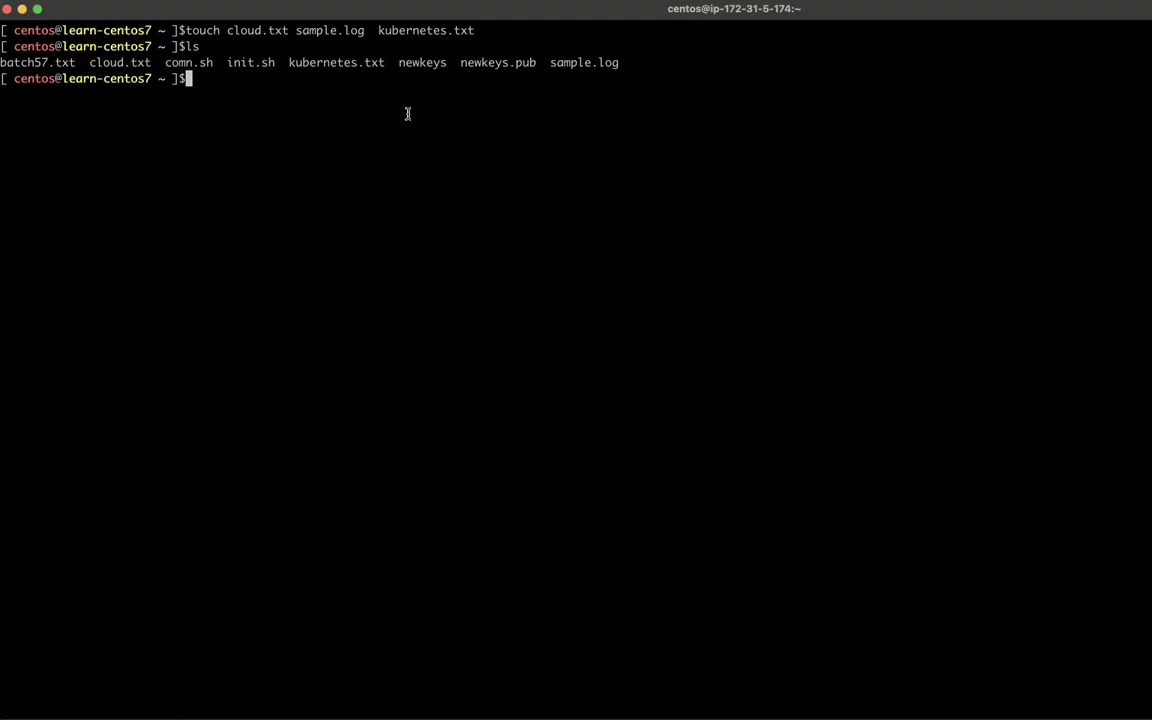 centos@ip-172-31-5-174:~
[ centos@learn-centos7 ~ ]$touch cloud.txt sample.log  kubernetes.txt
[ centos@learn-centos7 ~ ]$ls
batch57.txt  cloud.txt  comn.sh  init.sh  kubernetes.txt  newkeys  newkeys.pub  sample.log
[ centos@learn-centos7 ~ ]$